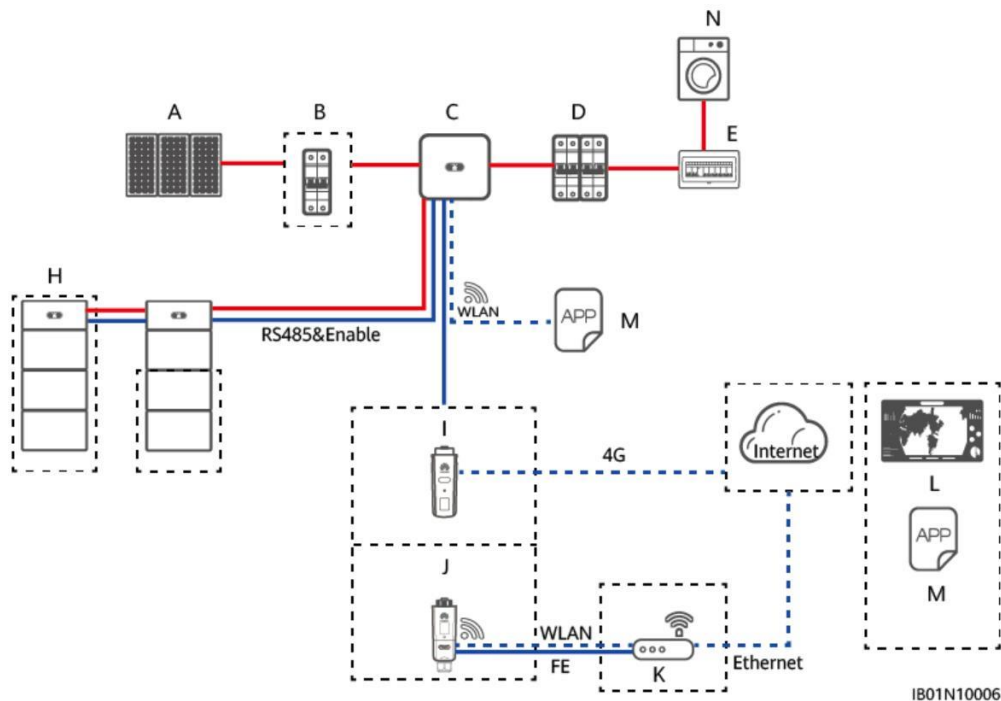 N
A
B
C
D
E
H
WLAN
APP
M
RS485&Enable
I
4G
Internet
L
APP
M
J
WLAN
FE
K
Ethernet
IB01N10006